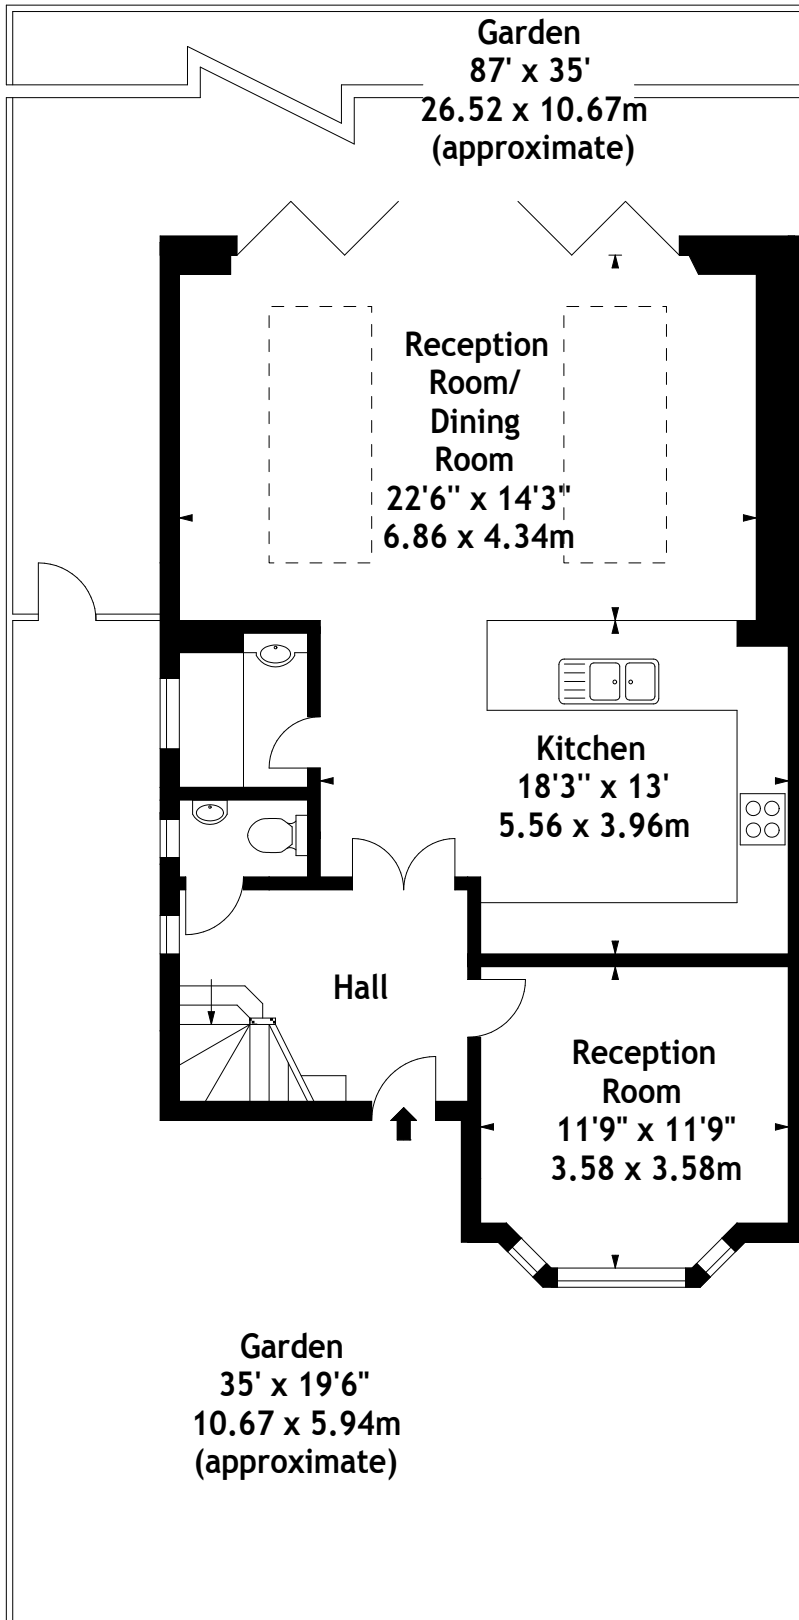 Garden
87' x 35'
26.52 x 10.67m
(approximate)
Reception
Room/
Dining
Room
22'6'' x 14'3"
6.86 x 4.34m
Kitchen
18'3'' x 13'
5.56 x 3.96m
Hall
Reception
Room
11'9" x 11'9"
3.58 x 3.58m
Garden
35' x 19'6"
10.67 x 5.94m
(approximate)